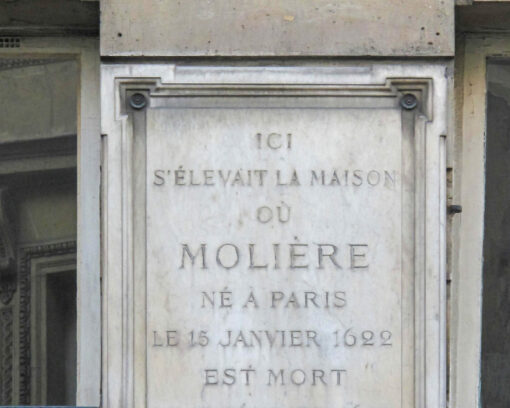 ICI
S'ÉLEVAIT LA MAISON
OÙ
MOLIÈRE
NÉ À PARIS
LE 15 JANVIER 1622
EST MORT